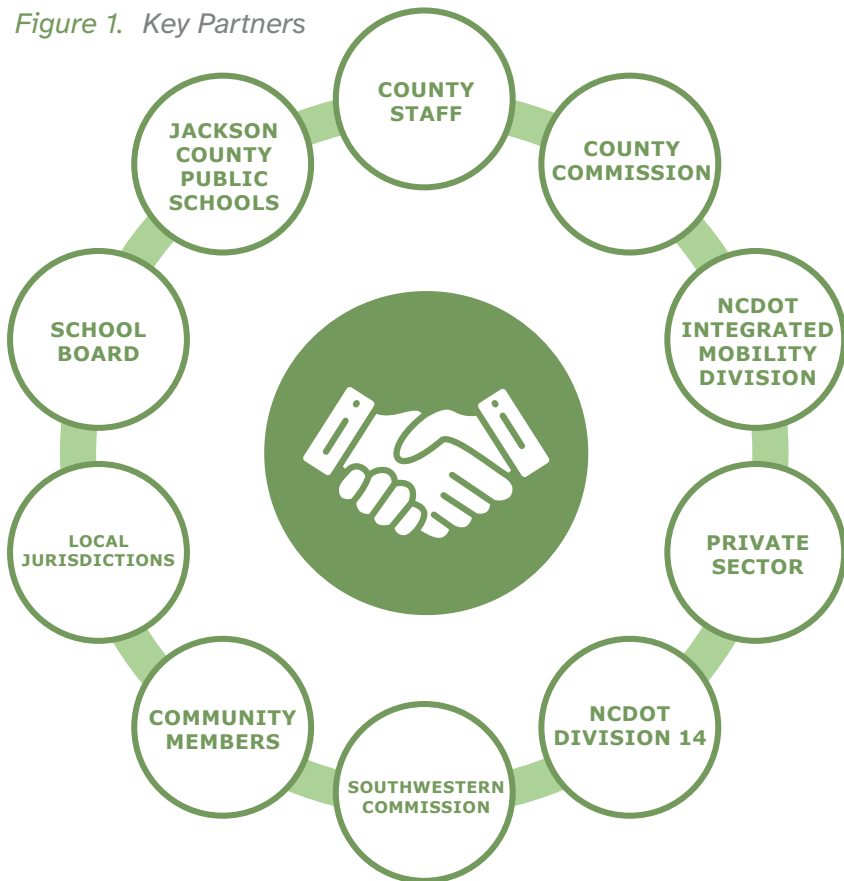 Figure 1. Key Partners
COUNTY
STAFF
COUNTY
COMMISSION
NCDOT
INTEGRATED
MOBILITY
DIVISION
PRIVATE
SECTOR
NCDOT
DIVISION 14
SOUTHWESTERN
COMMISSION
COMMUNITY
MEMBERS
LOCAL
JURISDICTIONS
SCHOOL
BOARD
JACKSON
COUNTY
PUBLIC
SCHOOLS